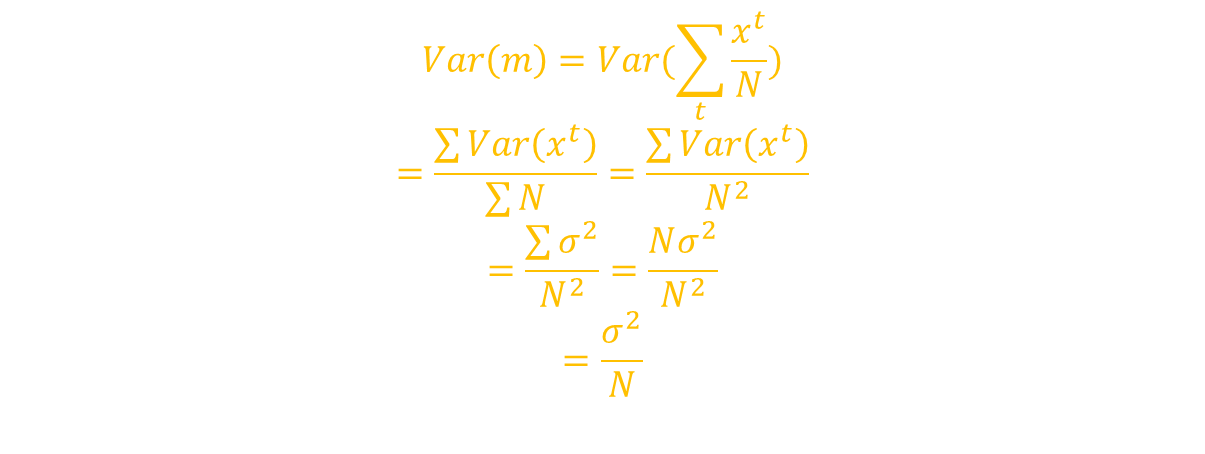 Var(m) = Var(∑_t x^t/N)
= ∑ Var(x^t)/∑ N = ∑ Var(x^t)/N^2
= ∑ σ^2/N^2 = Nσ^2/N^2
= σ^2/N